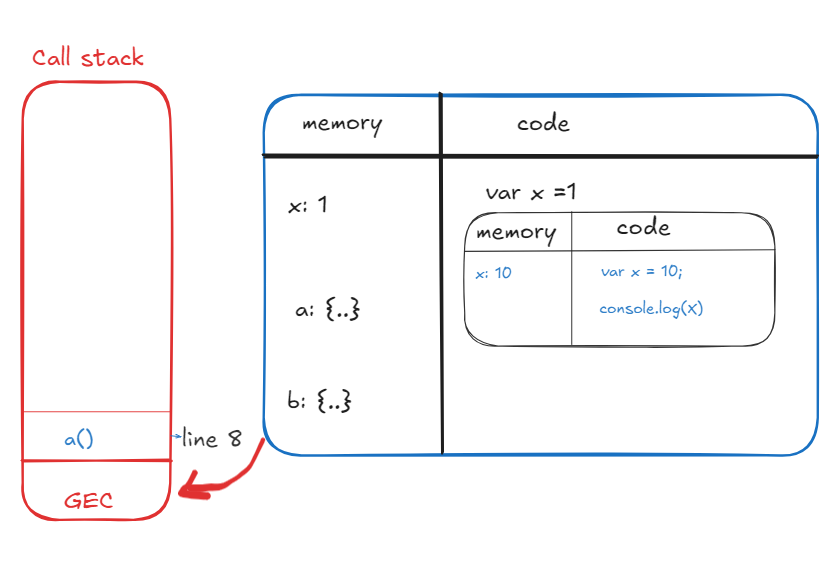 Call stack
a()
line 8
GEC
memory
code
x: 1
a: {..}
b: {..}
var x =1
memory
code
x: 10
var x = 10;
console.log(x)